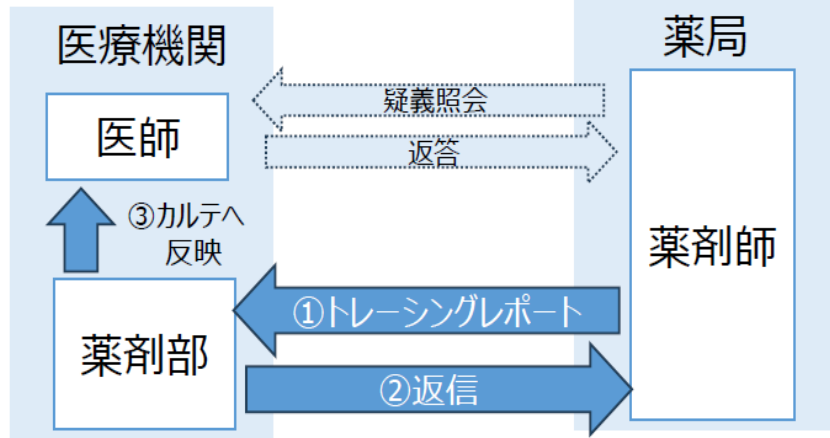 医療機関
薬局
医師
疑義照会
返答
③カルテへ
反映
薬剤師
薬剤部
①トレーシングレポート
②返信